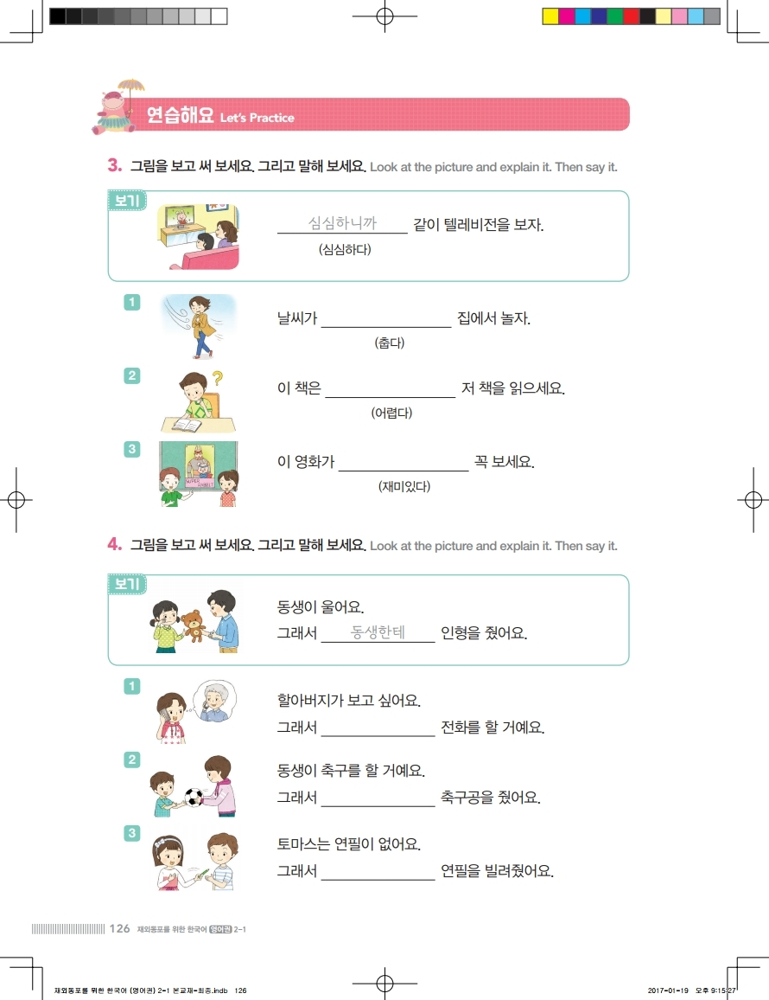 연습해요 Let's Practice
3. 그림을 보고 써 보세요. 그리고 말해 보세요. Look at the picture and explain it. Then say it.
보기
심심하니까 같이 텔레비전을 보자.
(심심하다)
1
날씨가 ______ 집에서 놀자.
(춥다)
2
이 책은 ______ 저 책을 읽으세요.
(어렵다)
3
SUPER RABBIT
이 영화가 ______ 꼭 보세요.
(재미있다)
4. 그림을 보고 써 보세요. 그리고 말해 보세요. Look at the picture and explain it. Then say it.
보기
동생이 울어요.
그래서 동생한테 인형을 줬어요.
1
할아버지가 보고 싶어요.
그래서 ______ 전화를 할 거예요.
2
동생이 축구를 할 거예요.
그래서 ______ 축구공을 줬어요.
3
토마스는 연필이 없어요.
그래서 ______ 연필을 빌려줬어요.
126 재외동포를 위한 한국어 영어권 2-1
재외동포를 위한 한국어 (영어권) 2-1 본교재-최종.indb 126
2017-01-19 오후 9:15:27